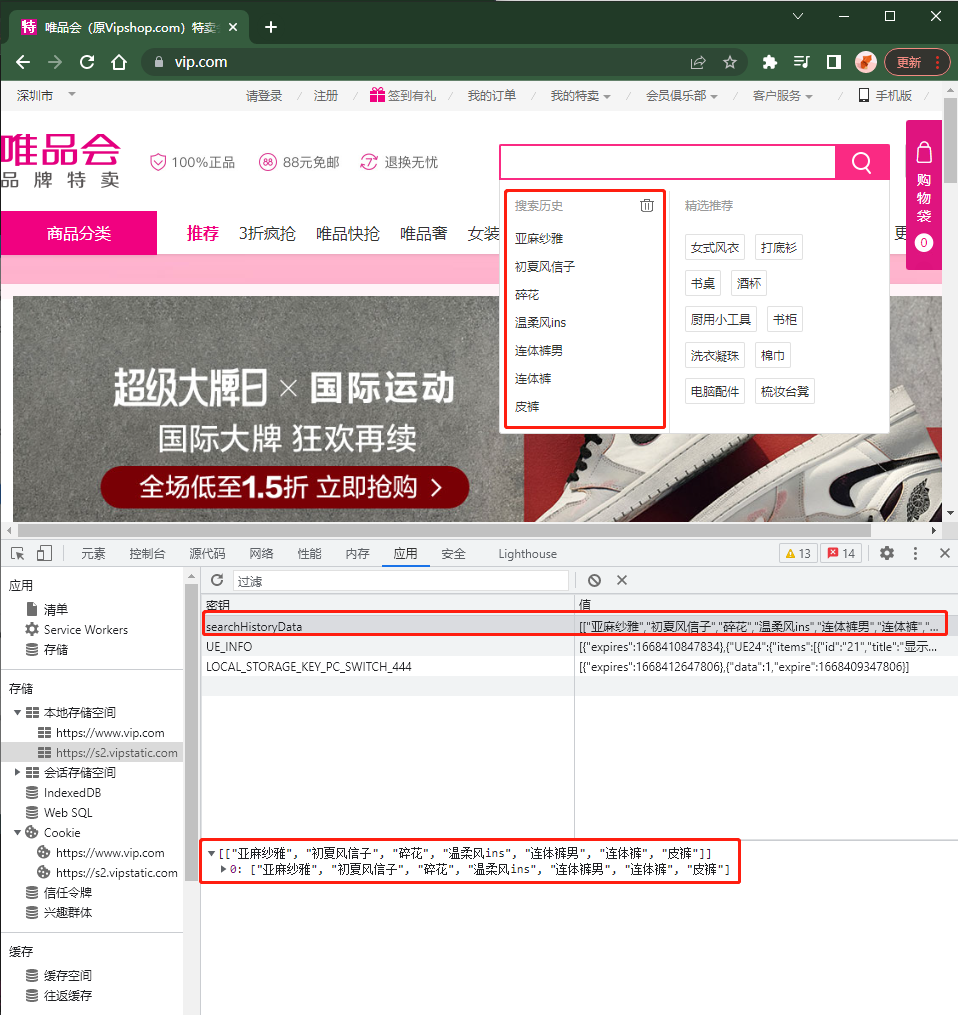 特 唯品会（原Vipshop.com）特卖
vip.com
更新
深圳市 请登录 / 注册 / 签到有礼 / 我的订单 / 我的特卖 / 会员俱乐部 / 客户服务 / 手机版 /
唯品会
品牌特卖
100%正品 88 88元免邮 7 退换无忧
购物袋
0
商品分类 推荐 3折疯抢 唯品快抢 唯品奢 女装 更
搜索历史
亚麻纱雅
初夏风信子
碎花
温柔风ins
连体裤男
连体裤
皮裤
精选推荐
女式风衣 打底衫
书桌 酒杯
厨用小工具 书柜
洗衣凝珠 棉巾
电脑配件 梳妆台凳
超级大牌日×国际运动
国际大牌 狂欢再续
全场低至1.5折 立即抢购 >
元素 控制台 源代码 网络 性能 内存 应用 安全 Lighthouse 13 14
应用
清单
Service Workers
存储
存储
本地存储空间
https://www.vip.com
https://s2.vipstatic.com
会话存储空间
IndexedDB
Web SQL
Cookie
https://www.vip.com
https://s2.vipstatic.com
信任令牌
兴趣群体
缓存
缓存空间
往返缓存
过滤
密钥 值
searchHistoryData [["亚麻纱雅","初夏风信子","碎花","温柔风ins","连体裤男","连体裤","…
UE_INFO [{"expires":1668410847834},{"UE24":{"items":[{"id":"21","title":"显示…
LOCAL_STORAGE_KEY_PC_SWITCH_444 [{"expires":1668412647806},{"data":1,"expire":1668409347806}]
[["亚麻纱雅", "初夏风信子", "碎花", "温柔风ins", "连体裤男", "连体裤", "皮裤"]]
0: ["亚麻纱雅", "初夏风信子", "碎花", "温柔风ins", "连体裤男", "连体裤", "皮裤"]